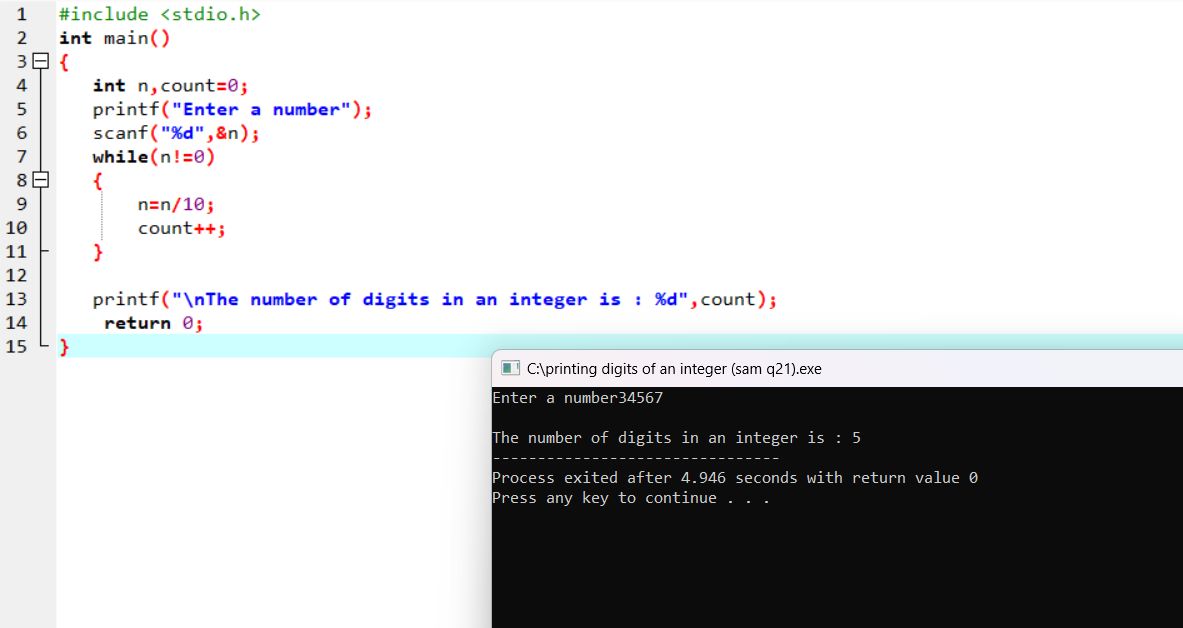 1 #include <stdio.h>
2 int main()
3 {
4 int n,count=0;
5 printf("Enter a number");
6 scanf("%d",&n);
7 while(n!=0)
8 {
9 n=n/10;
10 count++;
11 }
12
13 printf("\nThe number of digits in an integer is : %d",count);
14 return 0;
15 }
C:\printing digits of an integer (sam q21).exe
Enter a number34567
The number of digits in an integer is : 5
--------------------------------
Process exited after 4.946 seconds with return value 0
Press any key to continue . . .